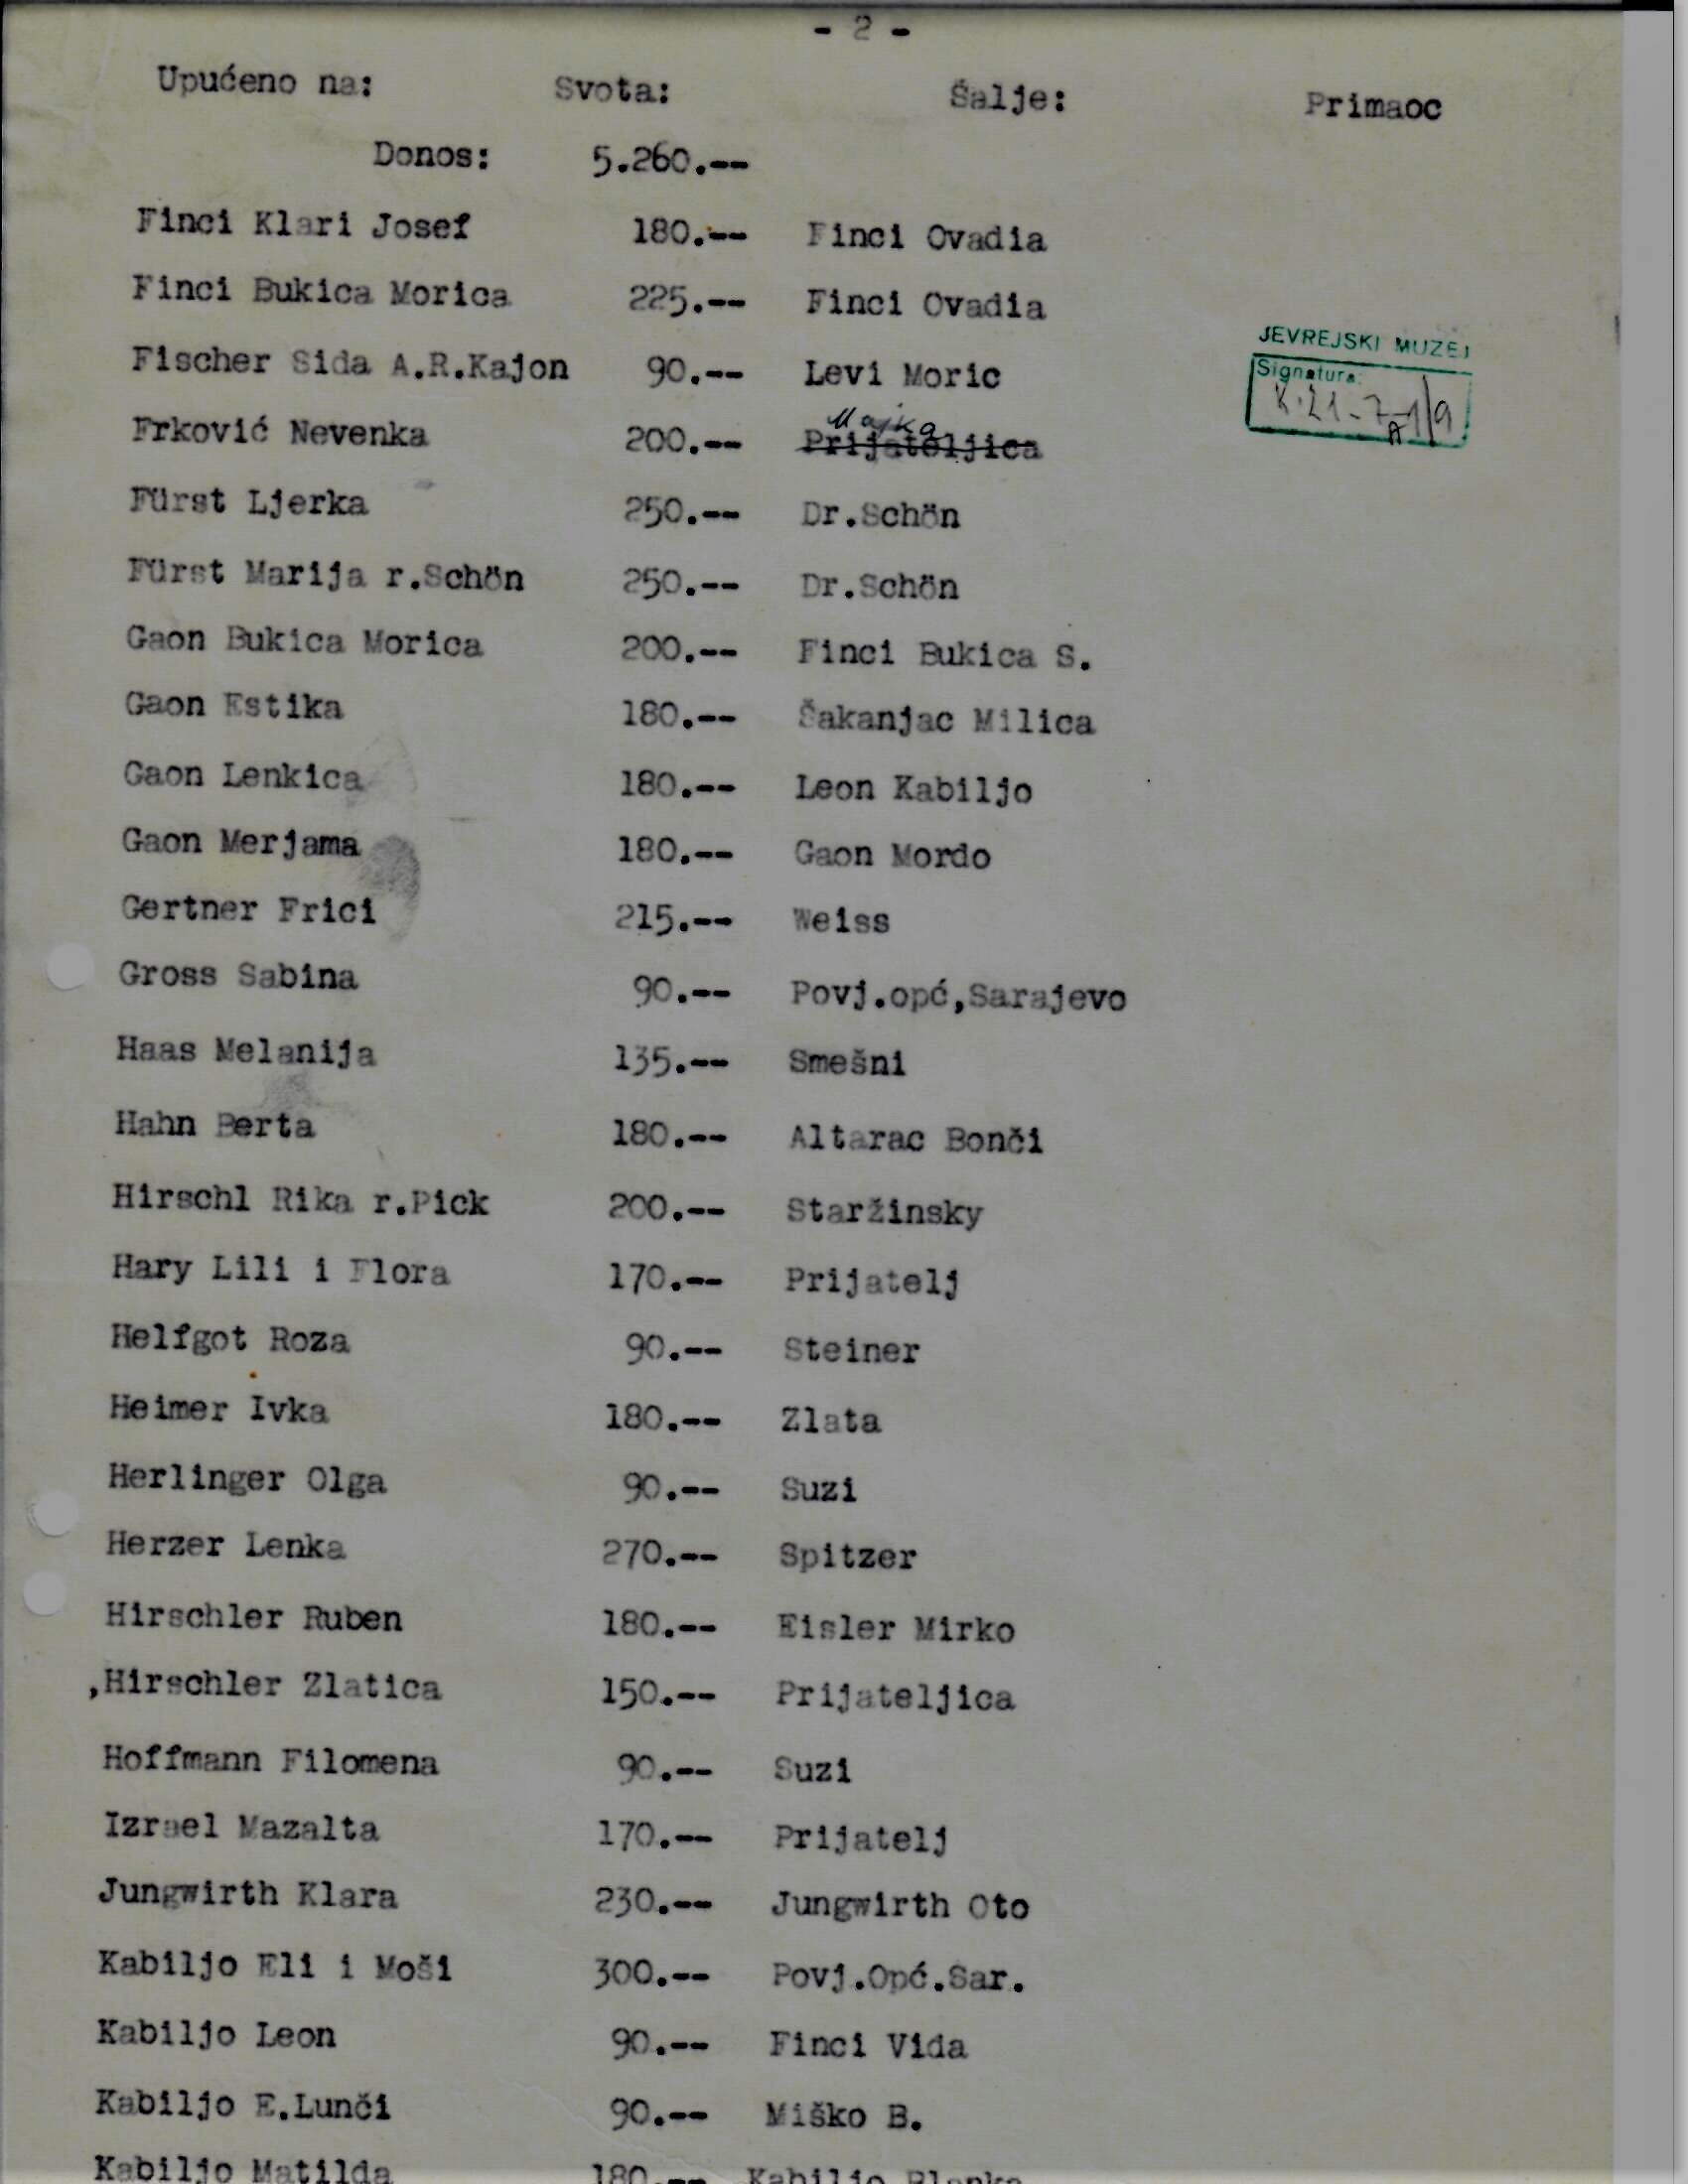 - 2 -
Upućeno na: Svota: Šalje: Primaoc
Donos: 5.260.--
Finci Klari Josef 180.-- Finci Ovadia
Finci Bukica Morica 225.-- Finci Ovadia
JEVREJSKI MUZEJ
Signatura:
K.21-7-A-1/9
Fischer Sida A.R.Kajon 90.-- Levi Moric
Majka
Frković Nevenka 200.-- Prijateljica
Fürst Ljerka 250.-- Dr.Schön
Fürst Marija r.Schön 250.-- Dr.Schön
Gaon Bukica Morica 200.-- Finci Bukica S.
Gaon Estika 180.-- Šakanjac Milica
Gaon Lenkica 180.-- Leon Kabiljo
Gaon Merjama 180.-- Gaon Mordo
Gertner Frici 215.-- Weiss
Gross Sabina 90.-- Povj.opć,Sarajevo
Haas Melanija 135.-- Smešni
Hahn Berta 180.-- Altarac Bonči
Hirschl Rika r.Pick 200.-- Staržinsky
Hary Lili i Flora 170.-- Prijatelj
Helfgot Roza 90.-- Steiner
Heimer Ivka 180.-- Zlata
Herlinger Olga 90.-- Suzi
Herzer Lenka 270.-- Spitzer
Hirschler Ruben 180.-- Eisler Mirko
,Hirschler Zlatica 150.-- Prijateljica
Hoffmann Filomena 90.-- Suzi
Izrael Mazalta 170.-- Prijatelj
Jungwirth Klara 230.-- Jungwirth Oto
Kabiljo Eli i Moši 300.-- Povj.Opć.Sar.
Kabiljo Leon 90.-- Finci Vida
Kabiljo E.Lunči 90.-- Miško B.
Kabiljo Matilda 180.-- Kabiljo Blanka